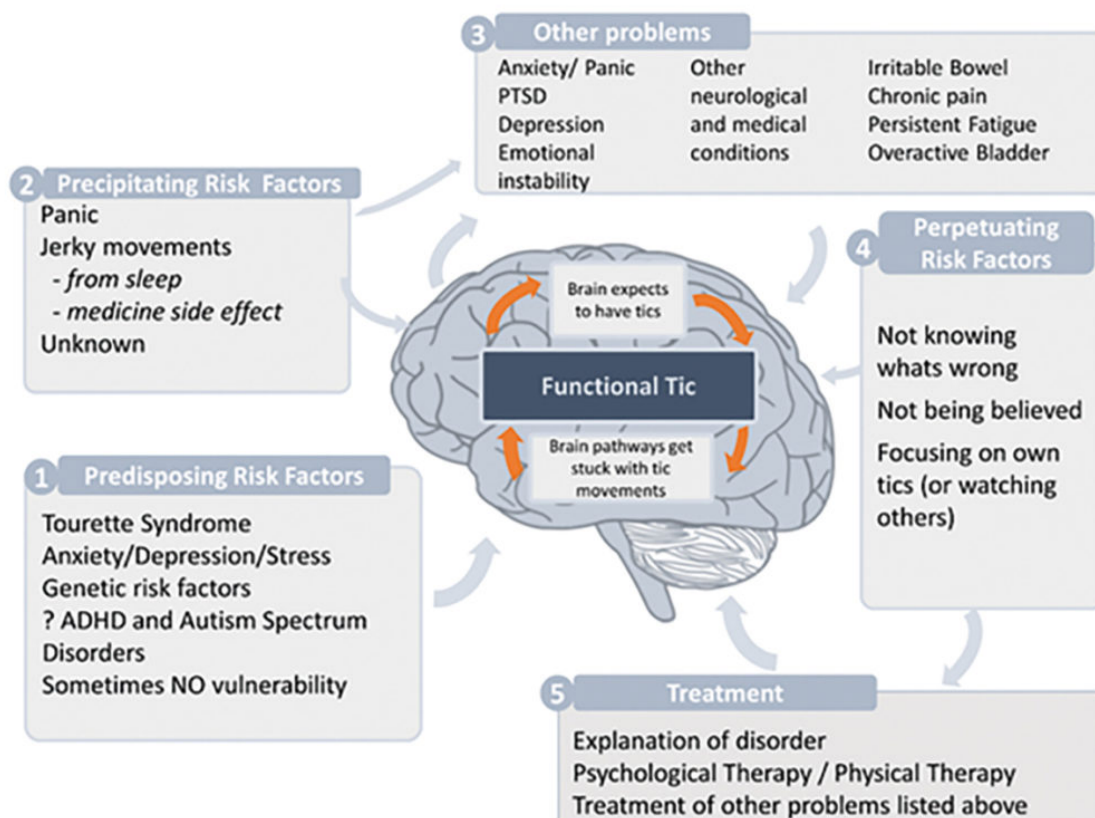 1
Predisposing Risk Factors
Tourette Syndrome
Anxiety/Depression/Stress
Genetic risk factors
? ADHD and Autism Spectrum
Disorders
Sometimes NO vulnerability
2
Precipitating Risk Factors
Panic
Jerky movements
- from sleep
- medicine side effect
Unknown
3
Other problems
Anxiety/ Panic
PTSD
Depression
Emotional
instability
Other
neurological
and medical
conditions
Irritable Bowel
Chronic pain
Persistent Fatigue
Overactive Bladder
Brain expects
to have tics
Functional Tic
Brain pathways get
stuck with tic
movements
4
Perpetuating
Risk Factors
Not knowing
whats wrong
Not being believed
Focusing on own
tics (or watching
others)
5
Treatment
Explanation of disorder
Psychological Therapy / Physical Therapy
Treatment of other problems listed above